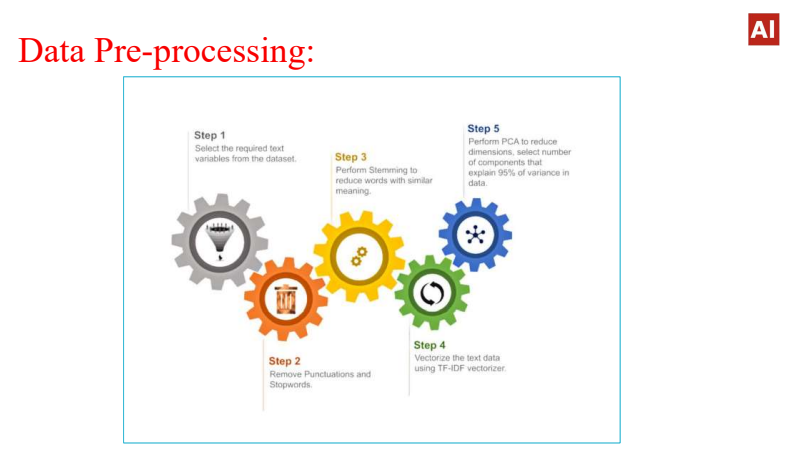 Data Pre-processing:
AI
Step 1
Select the required text
variables from the dataset.
Step 2
Remove Punctuations and
Stopwords.
Step 3
Perform Stemming to
reduce words with similar
meaning.
Step 4
Vectorize the text data
using TF-IDF vectorizer.
Step 5
Perform PCA to reduce
dimensions, select number
of components that
explain 95% of variance in
data.